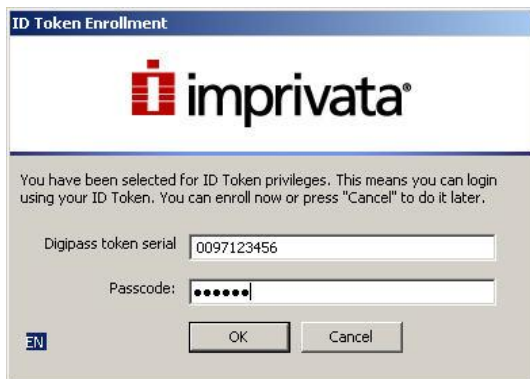 ID Token Enrollment
imprivata®
You have been selected for ID Token privileges. This means you can login
using your ID Token. You can enroll now or press "Cancel" to do it later.
Digipass token serial 0097123456
Passcode: ●●●●●●
EN OK Cancel